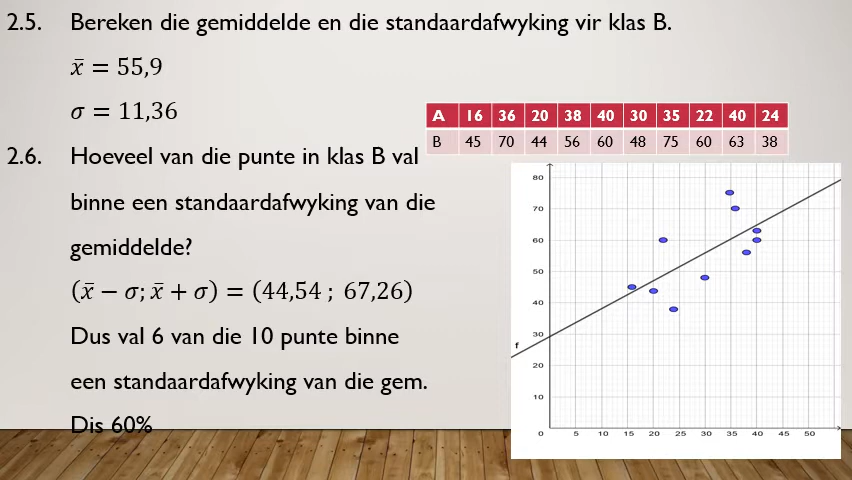 2.5. Bereken die gemiddelde en die standaardafwyking vir klas B.
x̄ = 55,9
σ = 11,36
A 16 36 20 38 40 30 35 22 40 24
B 45 70 44 56 60 48 75 60 63 38
2.6. Hoeveel van die punte in klas B val
binne een standaardafwyking van die
gemiddelde?
(x̄ − σ; x̄ + σ) = (44,54 ; 67,26)
Dus val 6 van die 10 punte binne
een standaardafwyking van die gem.
Dis 60%
80
70
60
50
40
30
f
20
10
0 5 10 15 20 25 30 35 40 45 50